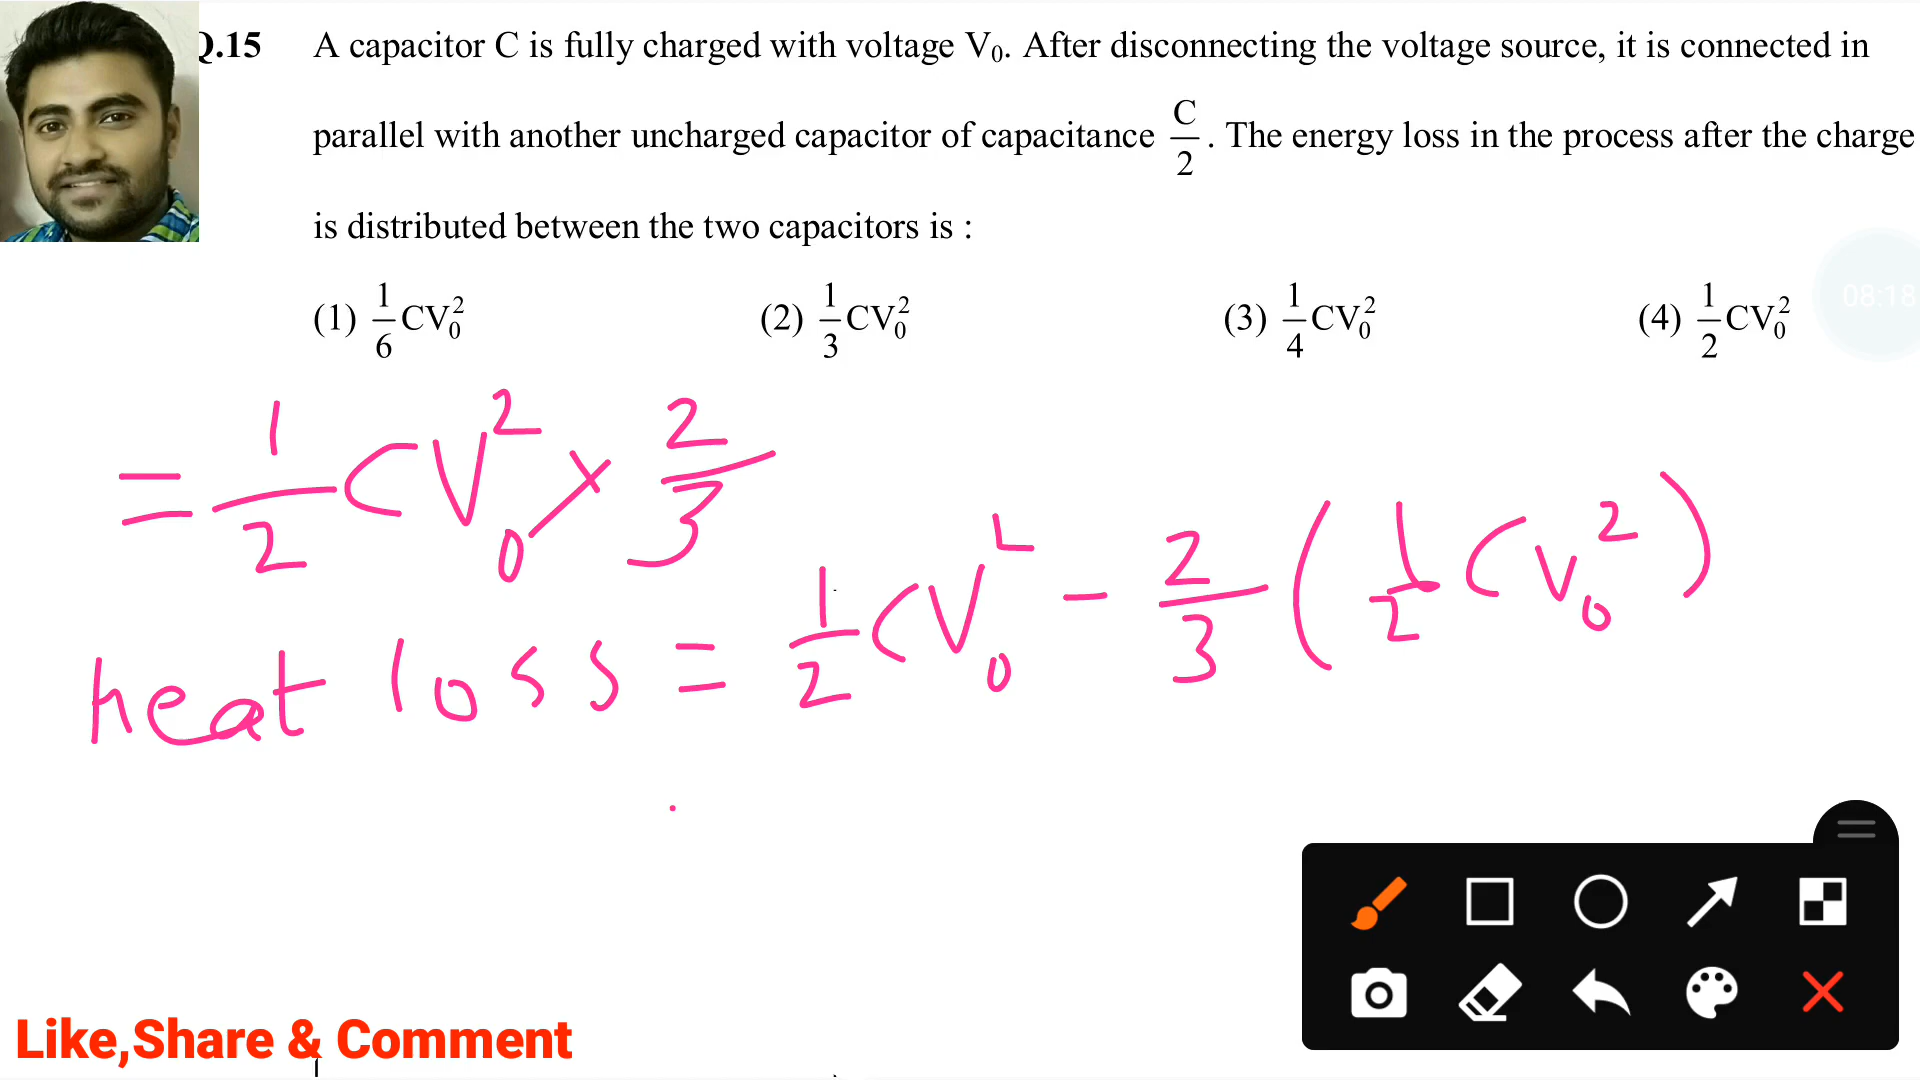 Q.15 A capacitor C is fully charged with voltage V₀. After disconnecting the voltage source, it is connected in
parallel with another uncharged capacitor of capacitance C/2. The energy loss in the process after the charge
is distributed between the two capacitors is :
(1) 1/6 CV₀² (2) 1/3 CV₀² (3) 1/4 CV₀² (4) 1/2 CV₀²
08:18
= 1/2 CV₀² × 2/3
heat loss = 1/2 CV₀² - 2/3 (1/2 CV₀²)
Like,Share & Comment